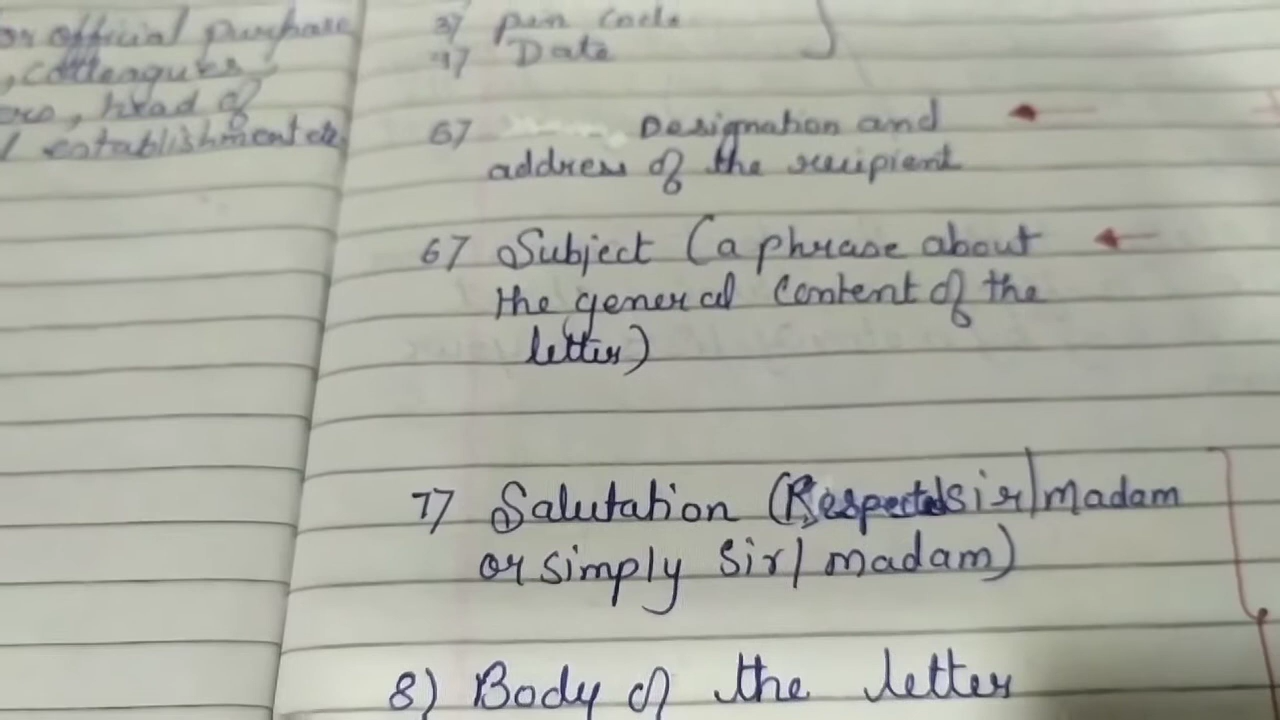 or official purchase
, colleagues
, head of
establishment etc
3) pin code
4) Date
6) Designation and
address of the recipient
6) Subject (a phrase about
the general content of the
letter)
7) Salutation (Respected sir/madam
or simply sir/madam)
8) Body of the letter